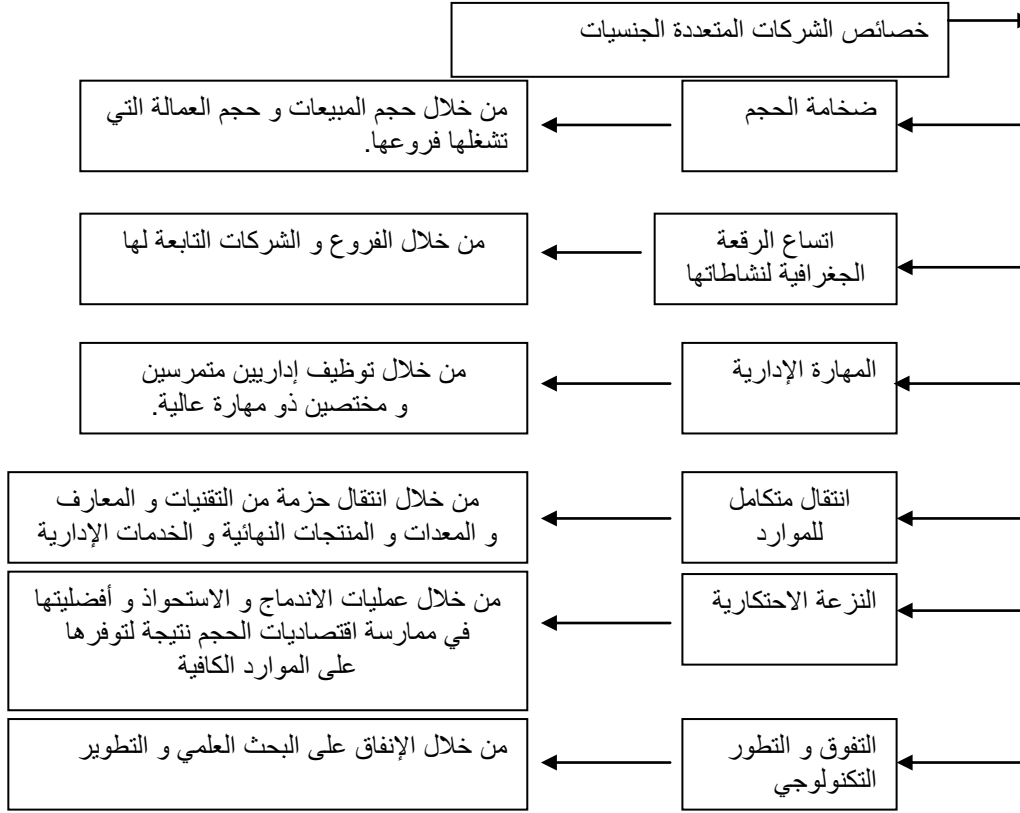 خصائص الشركات المتعددة الجنسيات
ضخامة الحجم
من خلال حجم المبيعات و حجم العمالة التي
تشغلها فروعها.
اتساع الرقعة
الجغرافية لنشاطاتها
من خلال الفروع و الشركات التابعة لها
المهارة الإدارية
من خلال توظيف إداريين متمرسين
و مختصين ذو مهارة عالية.
انتقال متكامل
للموارد
من خلال انتقال حزمة من التقنيات و المعارف
و المعدات و المنتجات النهائية و الخدمات الإدارية
النزعة الاحتكارية
من خلال عمليات الاندماج و الاستحواذ و أفضليتها
في ممارسة اقتصاديات الحجم نتيجة لتوفرها
على الموارد الكافية
التفوق و التطور
التكنولوجي
من خلال الإنفاق على البحث العلمي و التطوير